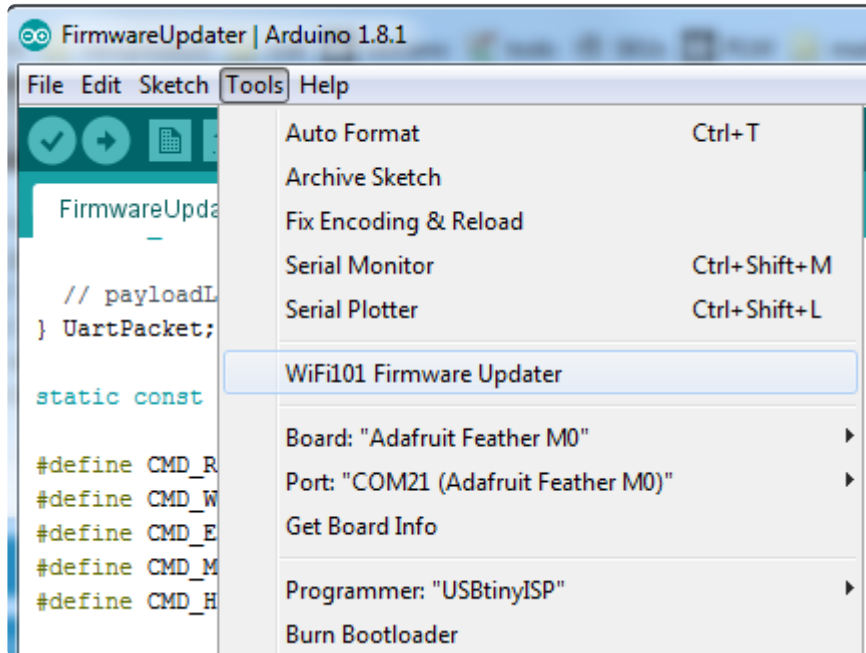 FirmwareUpdater | Arduino 1.8.1
File Edit Sketch Tools Help
Auto Format Ctrl+T
Archive Sketch
FirmwareUpda
Fix Encoding & Reload
Serial Monitor Ctrl+Shift+M
// payloadL
Serial Plotter Ctrl+Shift+L
} UartPacket;
WiFi101 Firmware Updater
static const
Board: "Adafruit Feather M0"
#define CMD_R
Port: "COM21 (Adafruit Feather M0)"
#define CMD_W
Get Board Info
#define CMD_E
#define CMD_M
Programmer: "USBtinyISP"
#define CMD_H
Burn Bootloader